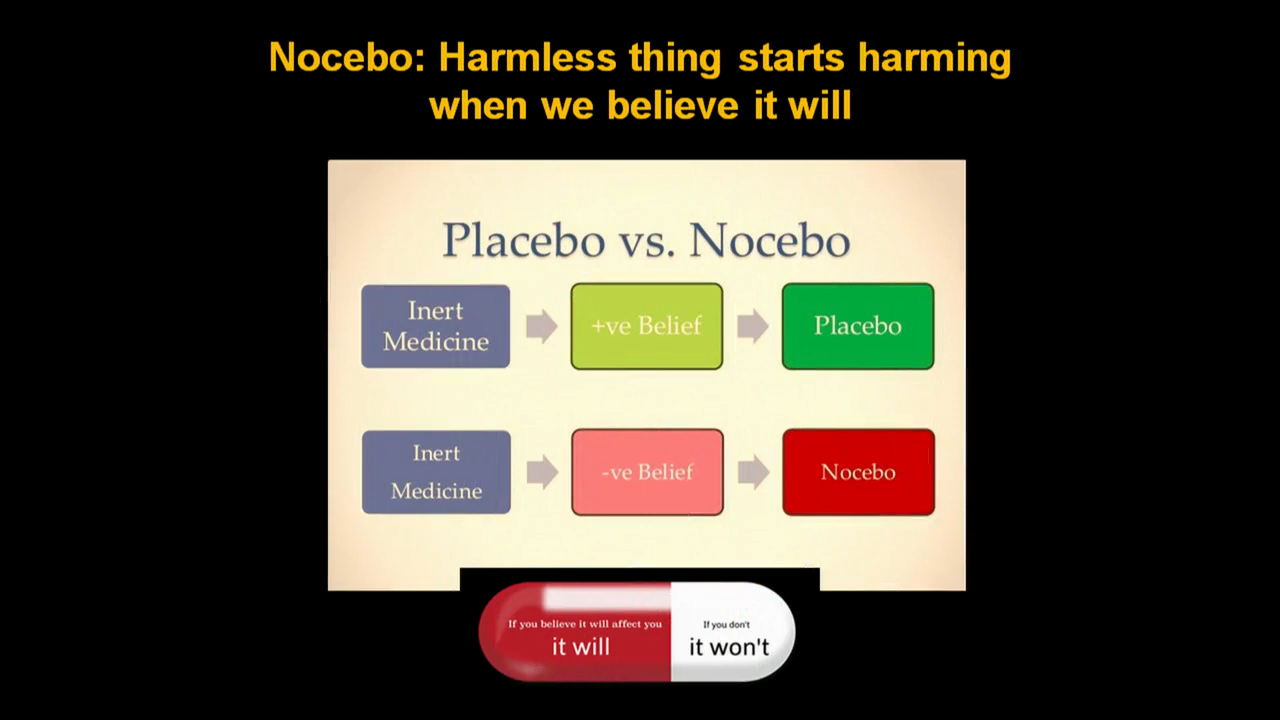 Nocebo: Harmless thing starts harming
when we believe it will
Placebo vs. Nocebo
Inert
Medicine
+ve Belief
Placebo
Inert
Medicine
-ve Belief
Nocebo
If you believe it will affect you
it will
If you don't
it won't